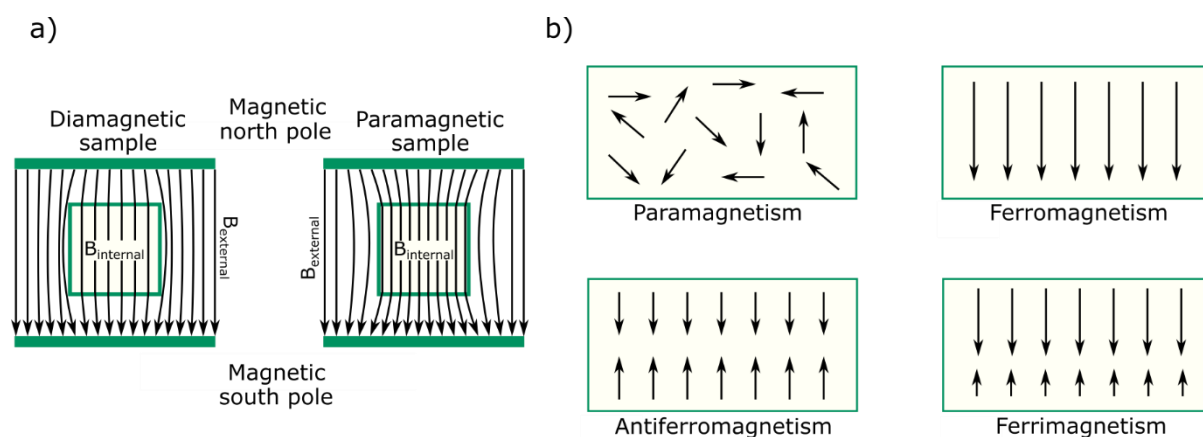 a)
Diamagnetic
sample
Magnetic
north pole
Paramagnetic
sample
Binternal
Bexternal
Bexternal
Binternal
Magnetic
south pole
b)
Paramagnetism
Ferromagnetism
Antiferromagnetism
Ferrimagnetism